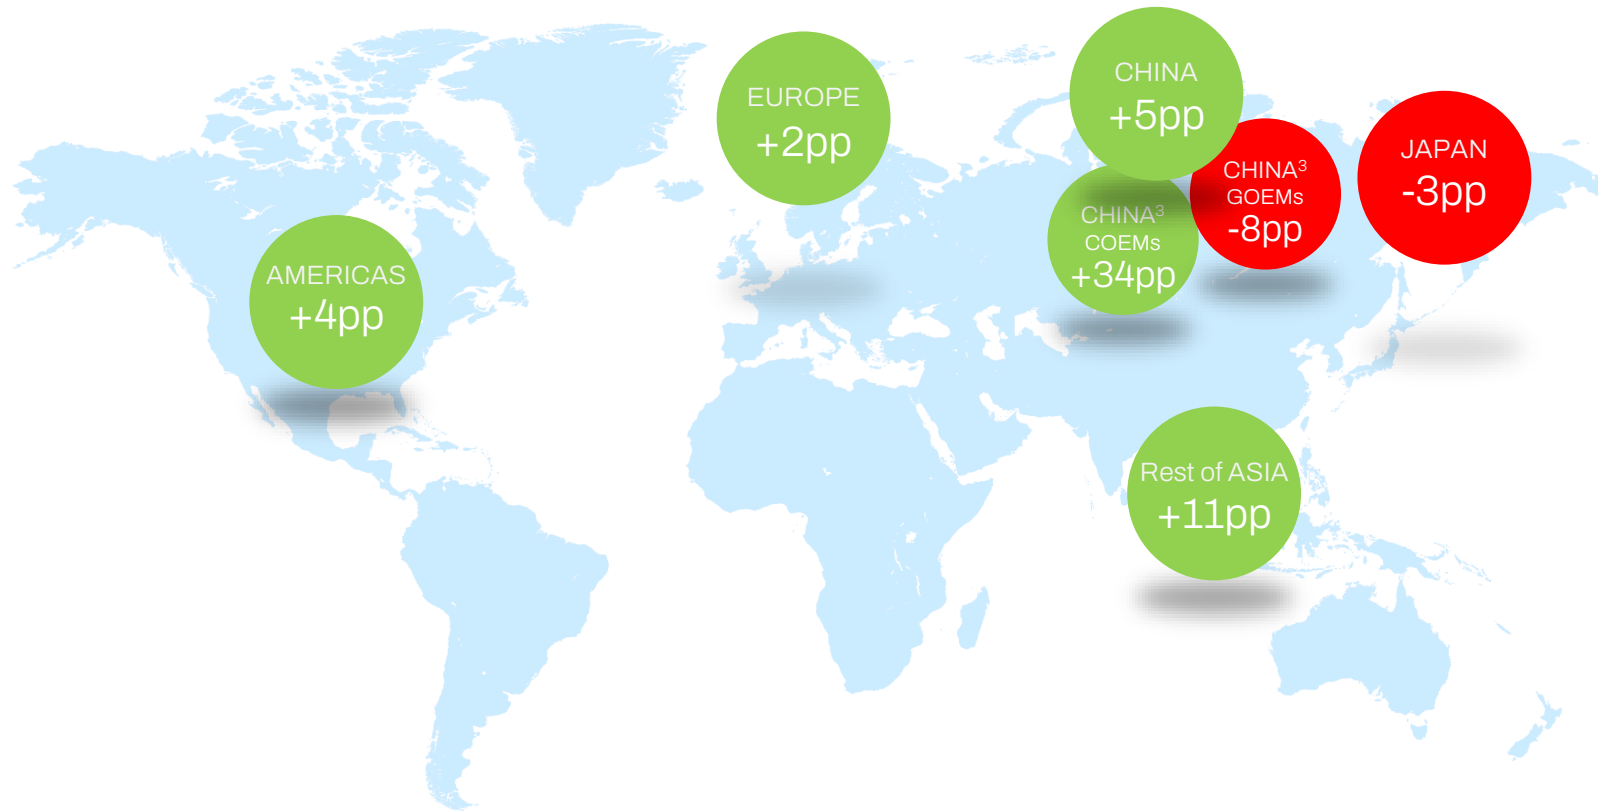 CHINA
+5pp
EUROPE
+2pp
JAPAN
-3pp
CHINA³
GOEMs
-8pp
CHINA³
COEMs
+34pp
AMERICAS
+4pp
Rest of ASIA
+11pp